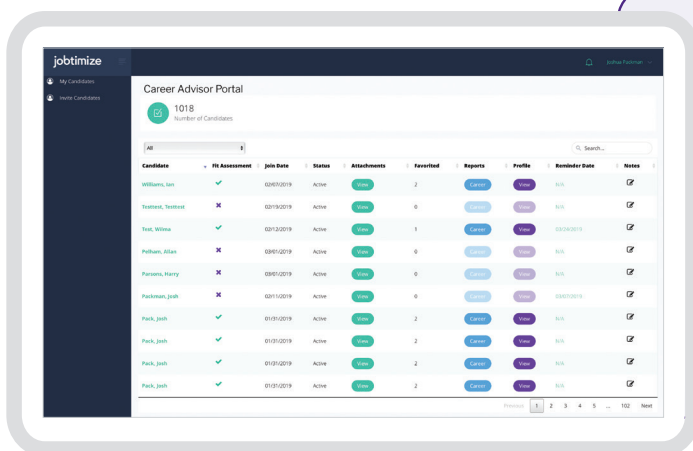 jobtimize
My Candidates
Invite Candidates
Career Advisor Portal
1018
Number of Candidates
All
Search...
Candidate Fit Assessment Join Date Status Attachments Favorited Reports Profile Reminder Date Notes
Williams, Ian 02/07/2019 Active View 2 Career View N/A
Testtest, Testtest 02/19/2019 Active View 0 Career View N/A
Test, Wilma 02/12/2019 Active View 1 Career View 03/28/2019
Pelham, Allan 03/01/2019 Active View 0 Career View N/A
Parsons, Harry 03/01/2019 Active View 0 Career View N/A
Packman, Josh 02/11/2019 Active View 0 Career View 03/07/2019
Pack, Josh 01/31/2019 Active View 2 Career View N/A
Pack, Josh 01/31/2019 Active View 2 Career View N/A
Pack, Josh 01/31/2019 Active View 2 Career View N/A
Pack, Josh 01/31/2019 Active View 2 Career View N/A
Previous 1 2 3 4 5 ... 102 Next